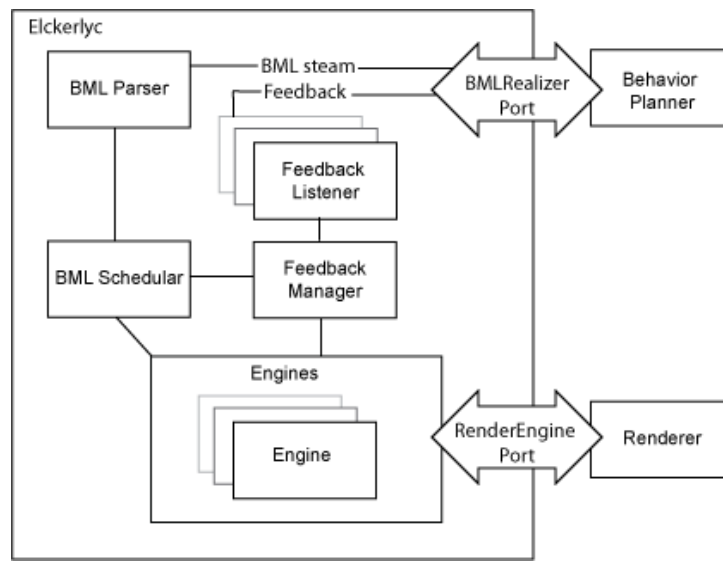 Elckerlyc
BML Parser
BML steam
Feedback
BMLRealizer
Port
Behavior
Planner
Feedback
Listener
BML Schedular
Feedback
Manager
Engines
Engine
RenderEngine
Port
Renderer